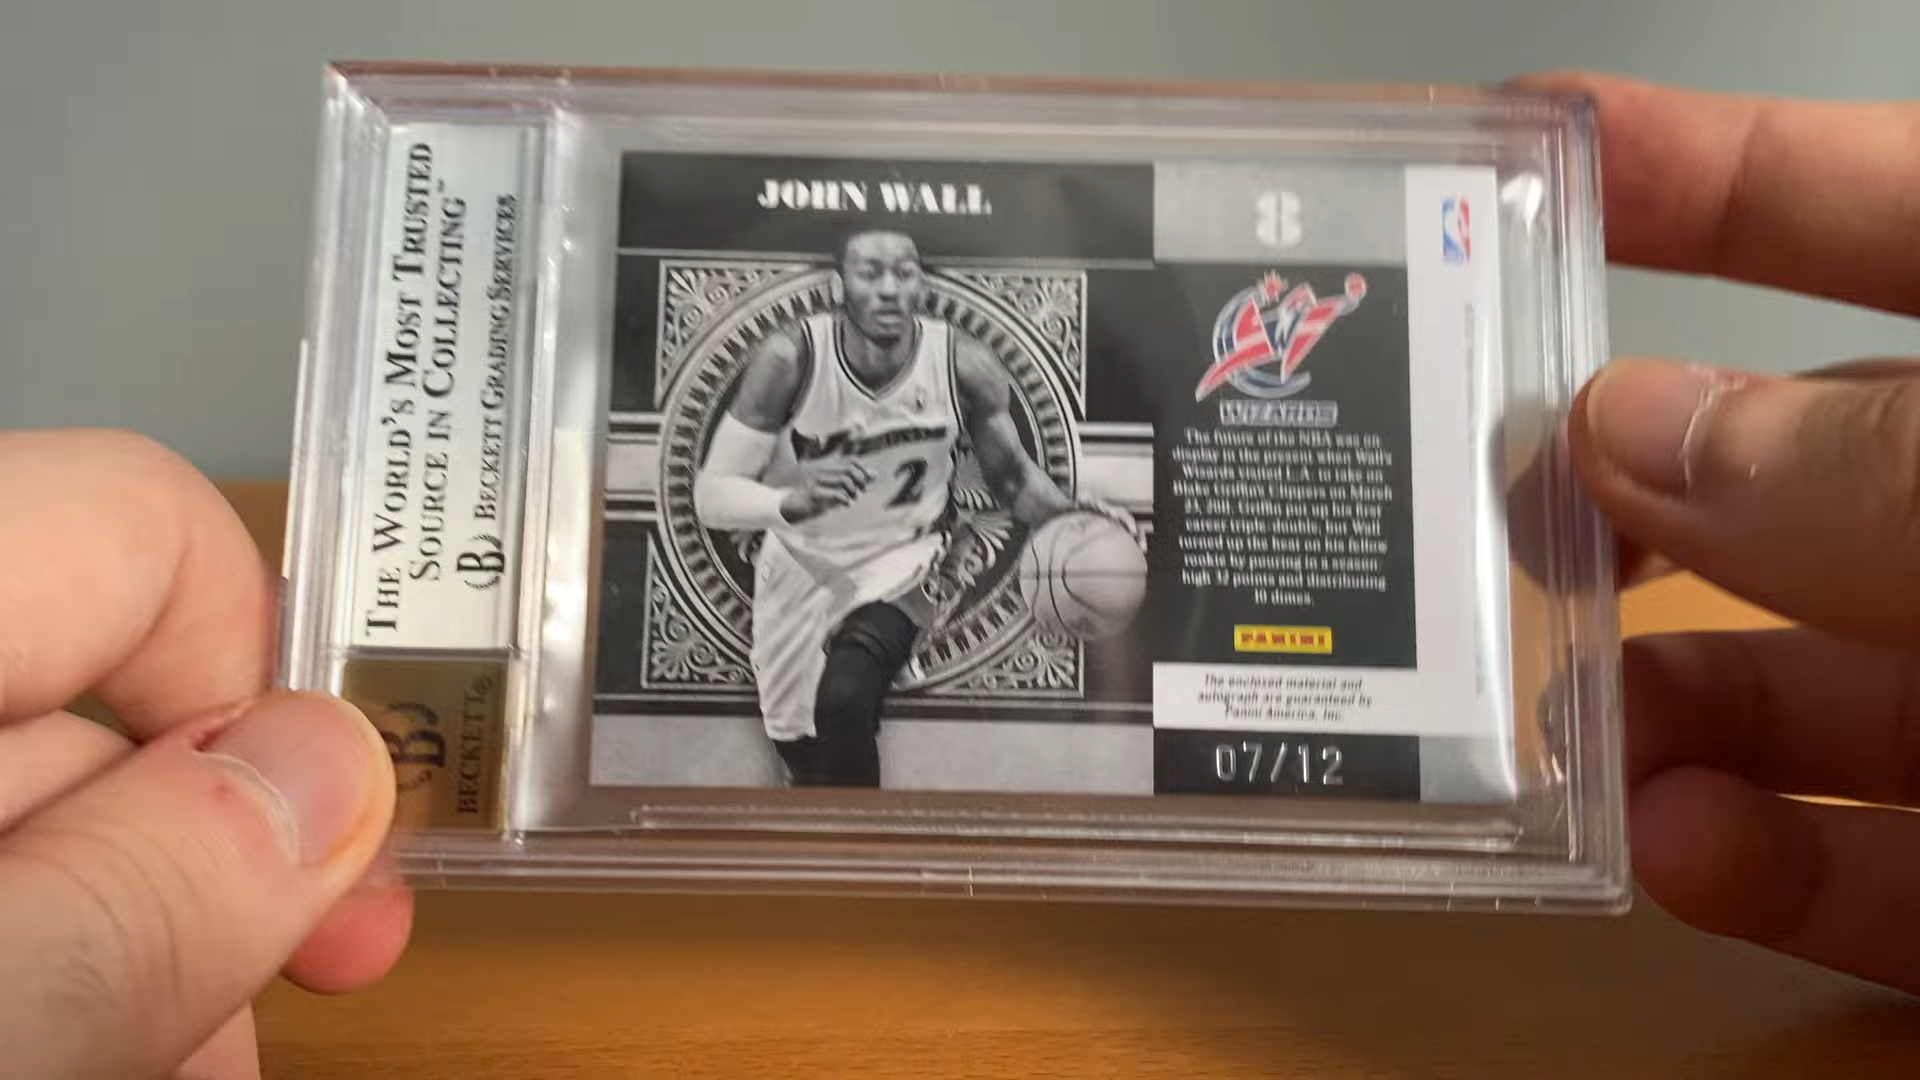 THE WORLD'S MOST TRUSTED
SOURCE IN COLLECTING™
BECKETT GRADING SERVICES
BECKETT
JOHN WALL
8
WIZARDS
2
The future of the NBA was on
display in the present when Wall's
Wizards visited L.A. to take on
Blake Griffin's Clippers on March
23, 2011. Griffin put up his first
career triple-double, but Wall
turned up the heat on his fellow
rookie by pouring in a season-
high 32 points and distributing
10 dimes.
PANINI
The enclosed material and
autograph are guaranteed by
Panini America, Inc.
07/12